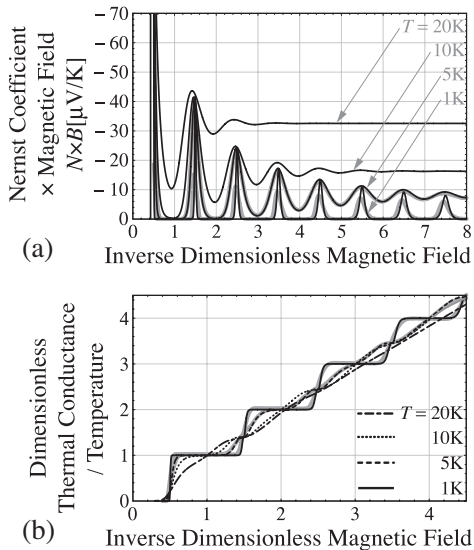 Nernst Coefficient
× Magnetic Field
N×B[μV/K]
− 70
− 60
− 50
− 40
− 30
− 20
− 10
0
T = 20K
10K
5K
1K
0 1 2 3 4 5 6 7 8
(a) Inverse Dimensionless Magnetic Field
Dimensionless
Thermal Conductance
/ Temperature
4
3
2
1
0
T = 20K
10K
5K
1K
0 1 2 3 4
(b) Inverse Dimensionless Magnetic Field